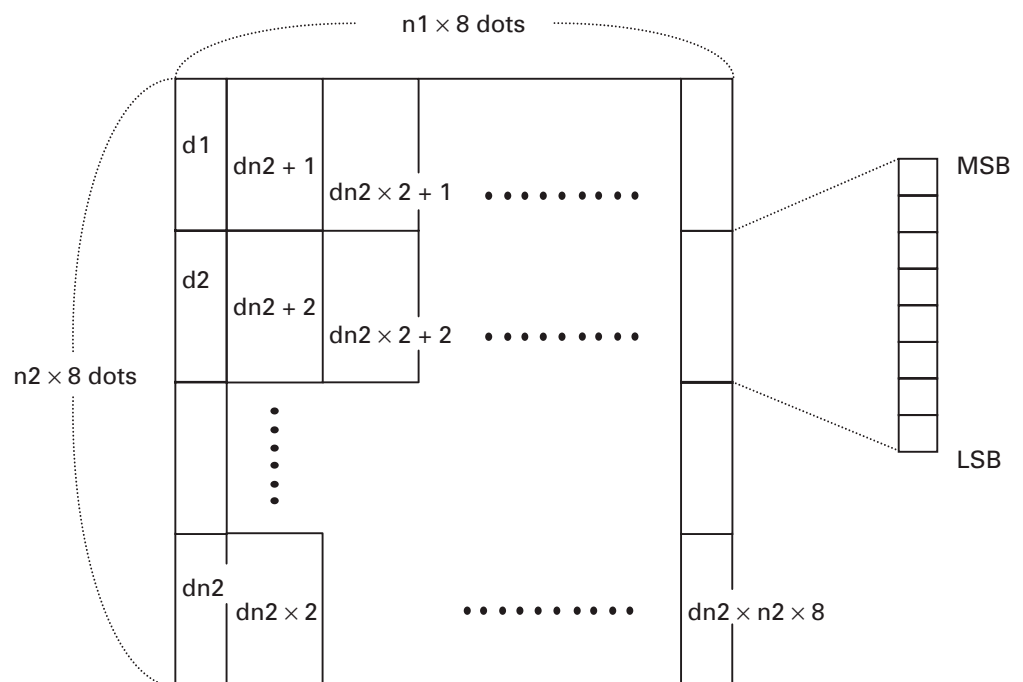 n1 × 8 dots
d1
dn2 + 1
dn2 × 2 + 1
MSB
d2
dn2 + 2
dn2 × 2 + 2
n2 × 8 dots
LSB
dn2
dn2 × 2
dn2 × n2 × 8